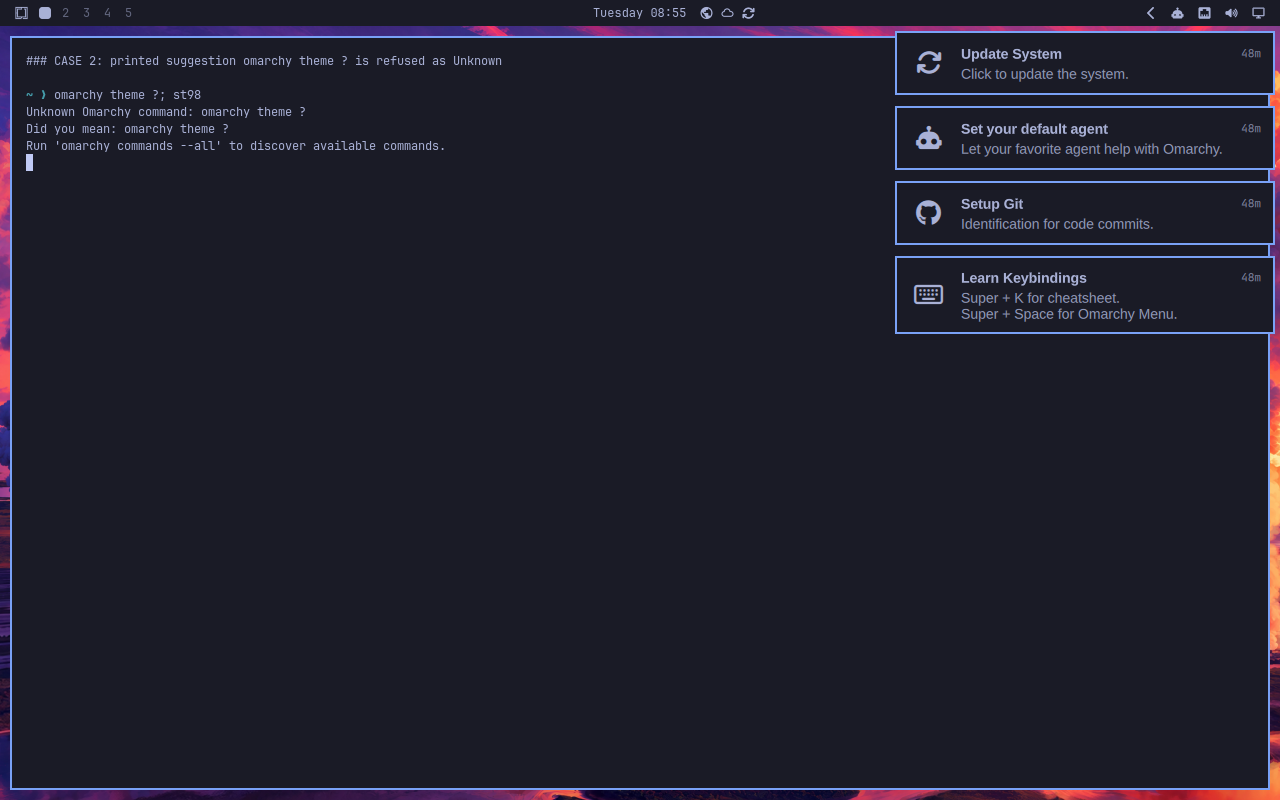 2 3 4 5
Tuesday 08:55
### CASE 2: printed suggestion omarchy theme ? is refused as Unknown
~ ❯ omarchy theme ?; st98
Unknown Omarchy command: omarchy theme ?
Did you mean: omarchy theme ?
Run 'omarchy commands --all' to discover available commands.
Update System 48m
Click to update the system.
Set your default agent 48m
Let your favorite agent help with Omarchy.
Setup Git 48m
Identification for code commits.
Learn Keybindings 48m
Super + K for cheatsheet.
Super + Space for Omarchy Menu.